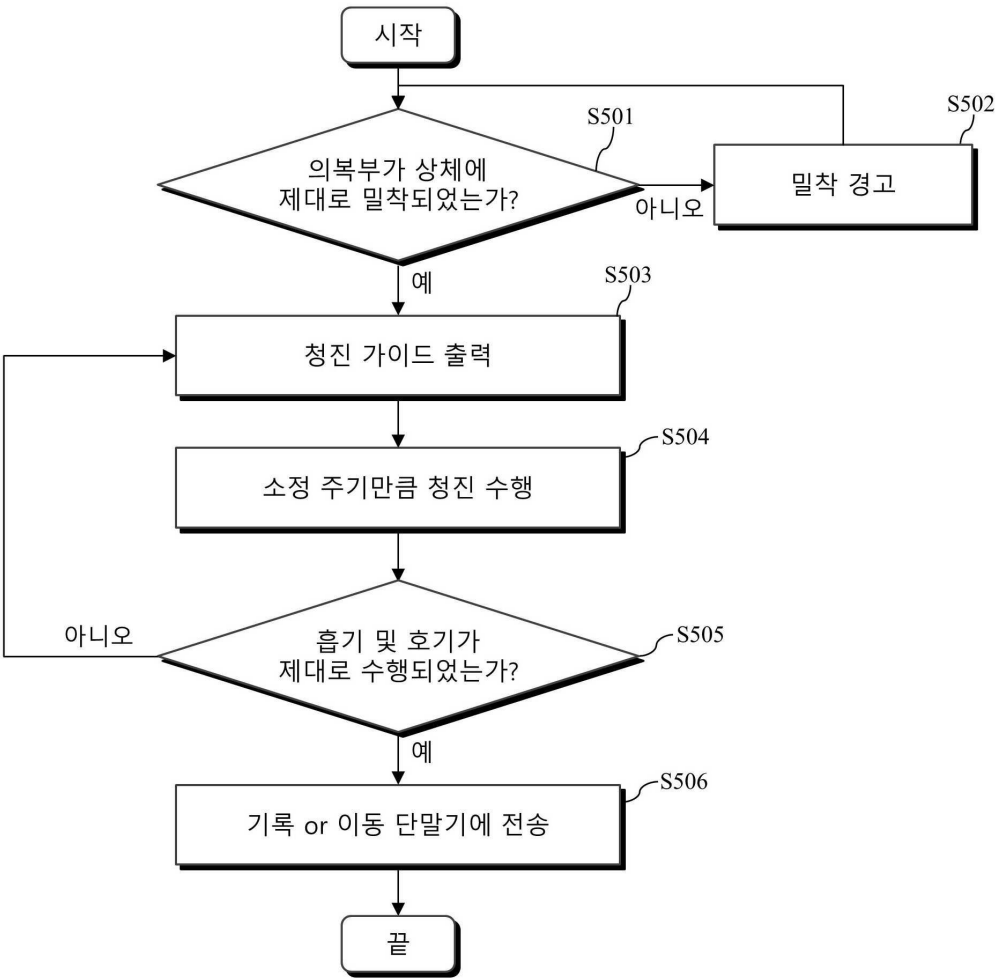 시작
S501
의복부가 상체에
제대로 밀착되었는가?
아니오
S502
밀착 경고
예
S503
청진 가이드 출력
S504
소정 주기만큼 청진 수행
S505
흡기 및 호기가
제대로 수행되었는가?
아니오
예
S506
기록 or 이동 단말기에 전송
끝